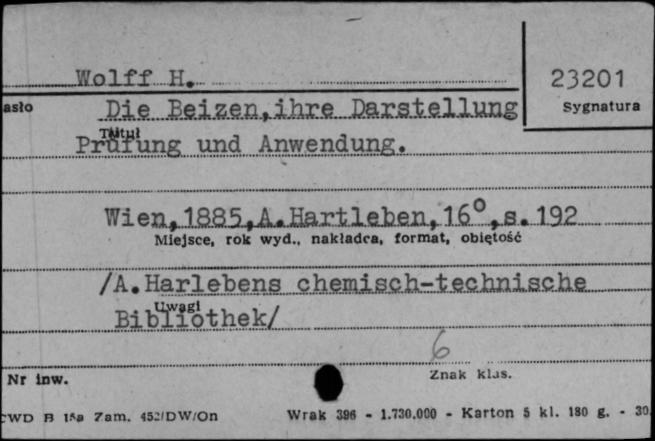 Wolff H.
23201
asło
Die Beizen,ihre Darstellung
Sygnatura
Tytuł
Prüfung und Anwendung.
Wien,1885,A.Hartleben,16°,s.192
Miejsce, rok wyd., nakładca, format, objętość
/A.Harlebens chemisch-technische
Uwagi
Bibliothek/
6
Nr inw.
Znak klas.
CWD B 15a Zam. 452/DW/On
Wrak 396 - 1.730.000 - Karton 5 kl. 180 g. - 30.